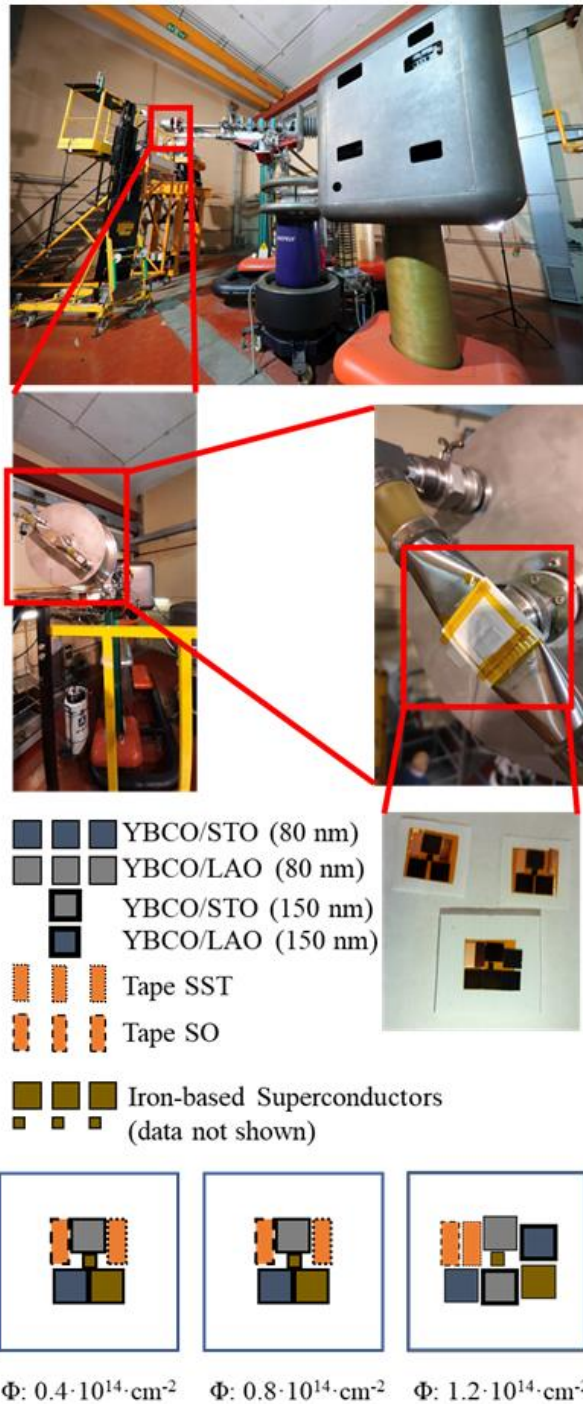 YBCO/STO (80 nm)
YBCO/LAO (80 nm)
YBCO/STO (150 nm)
YBCO/LAO (150 nm)
Tape SST
Tape SO
Iron-based Superconductors
(data not shown)
Φ: 0.4·10¹⁴·cm⁻² Φ: 0.8·10¹⁴·cm⁻² Φ: 1.2·10¹⁴·cm⁻²